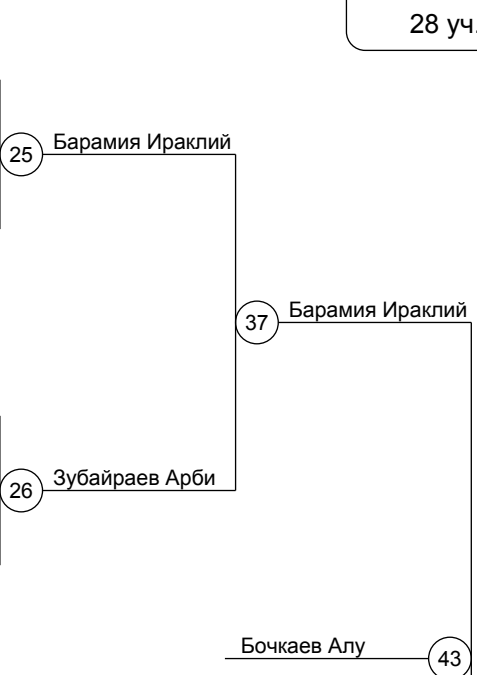 28 уч.
25 Барамия Ираклий
37 Барамия Ираклий
26 Зубайраев Арби
Бочкаев Алу 43